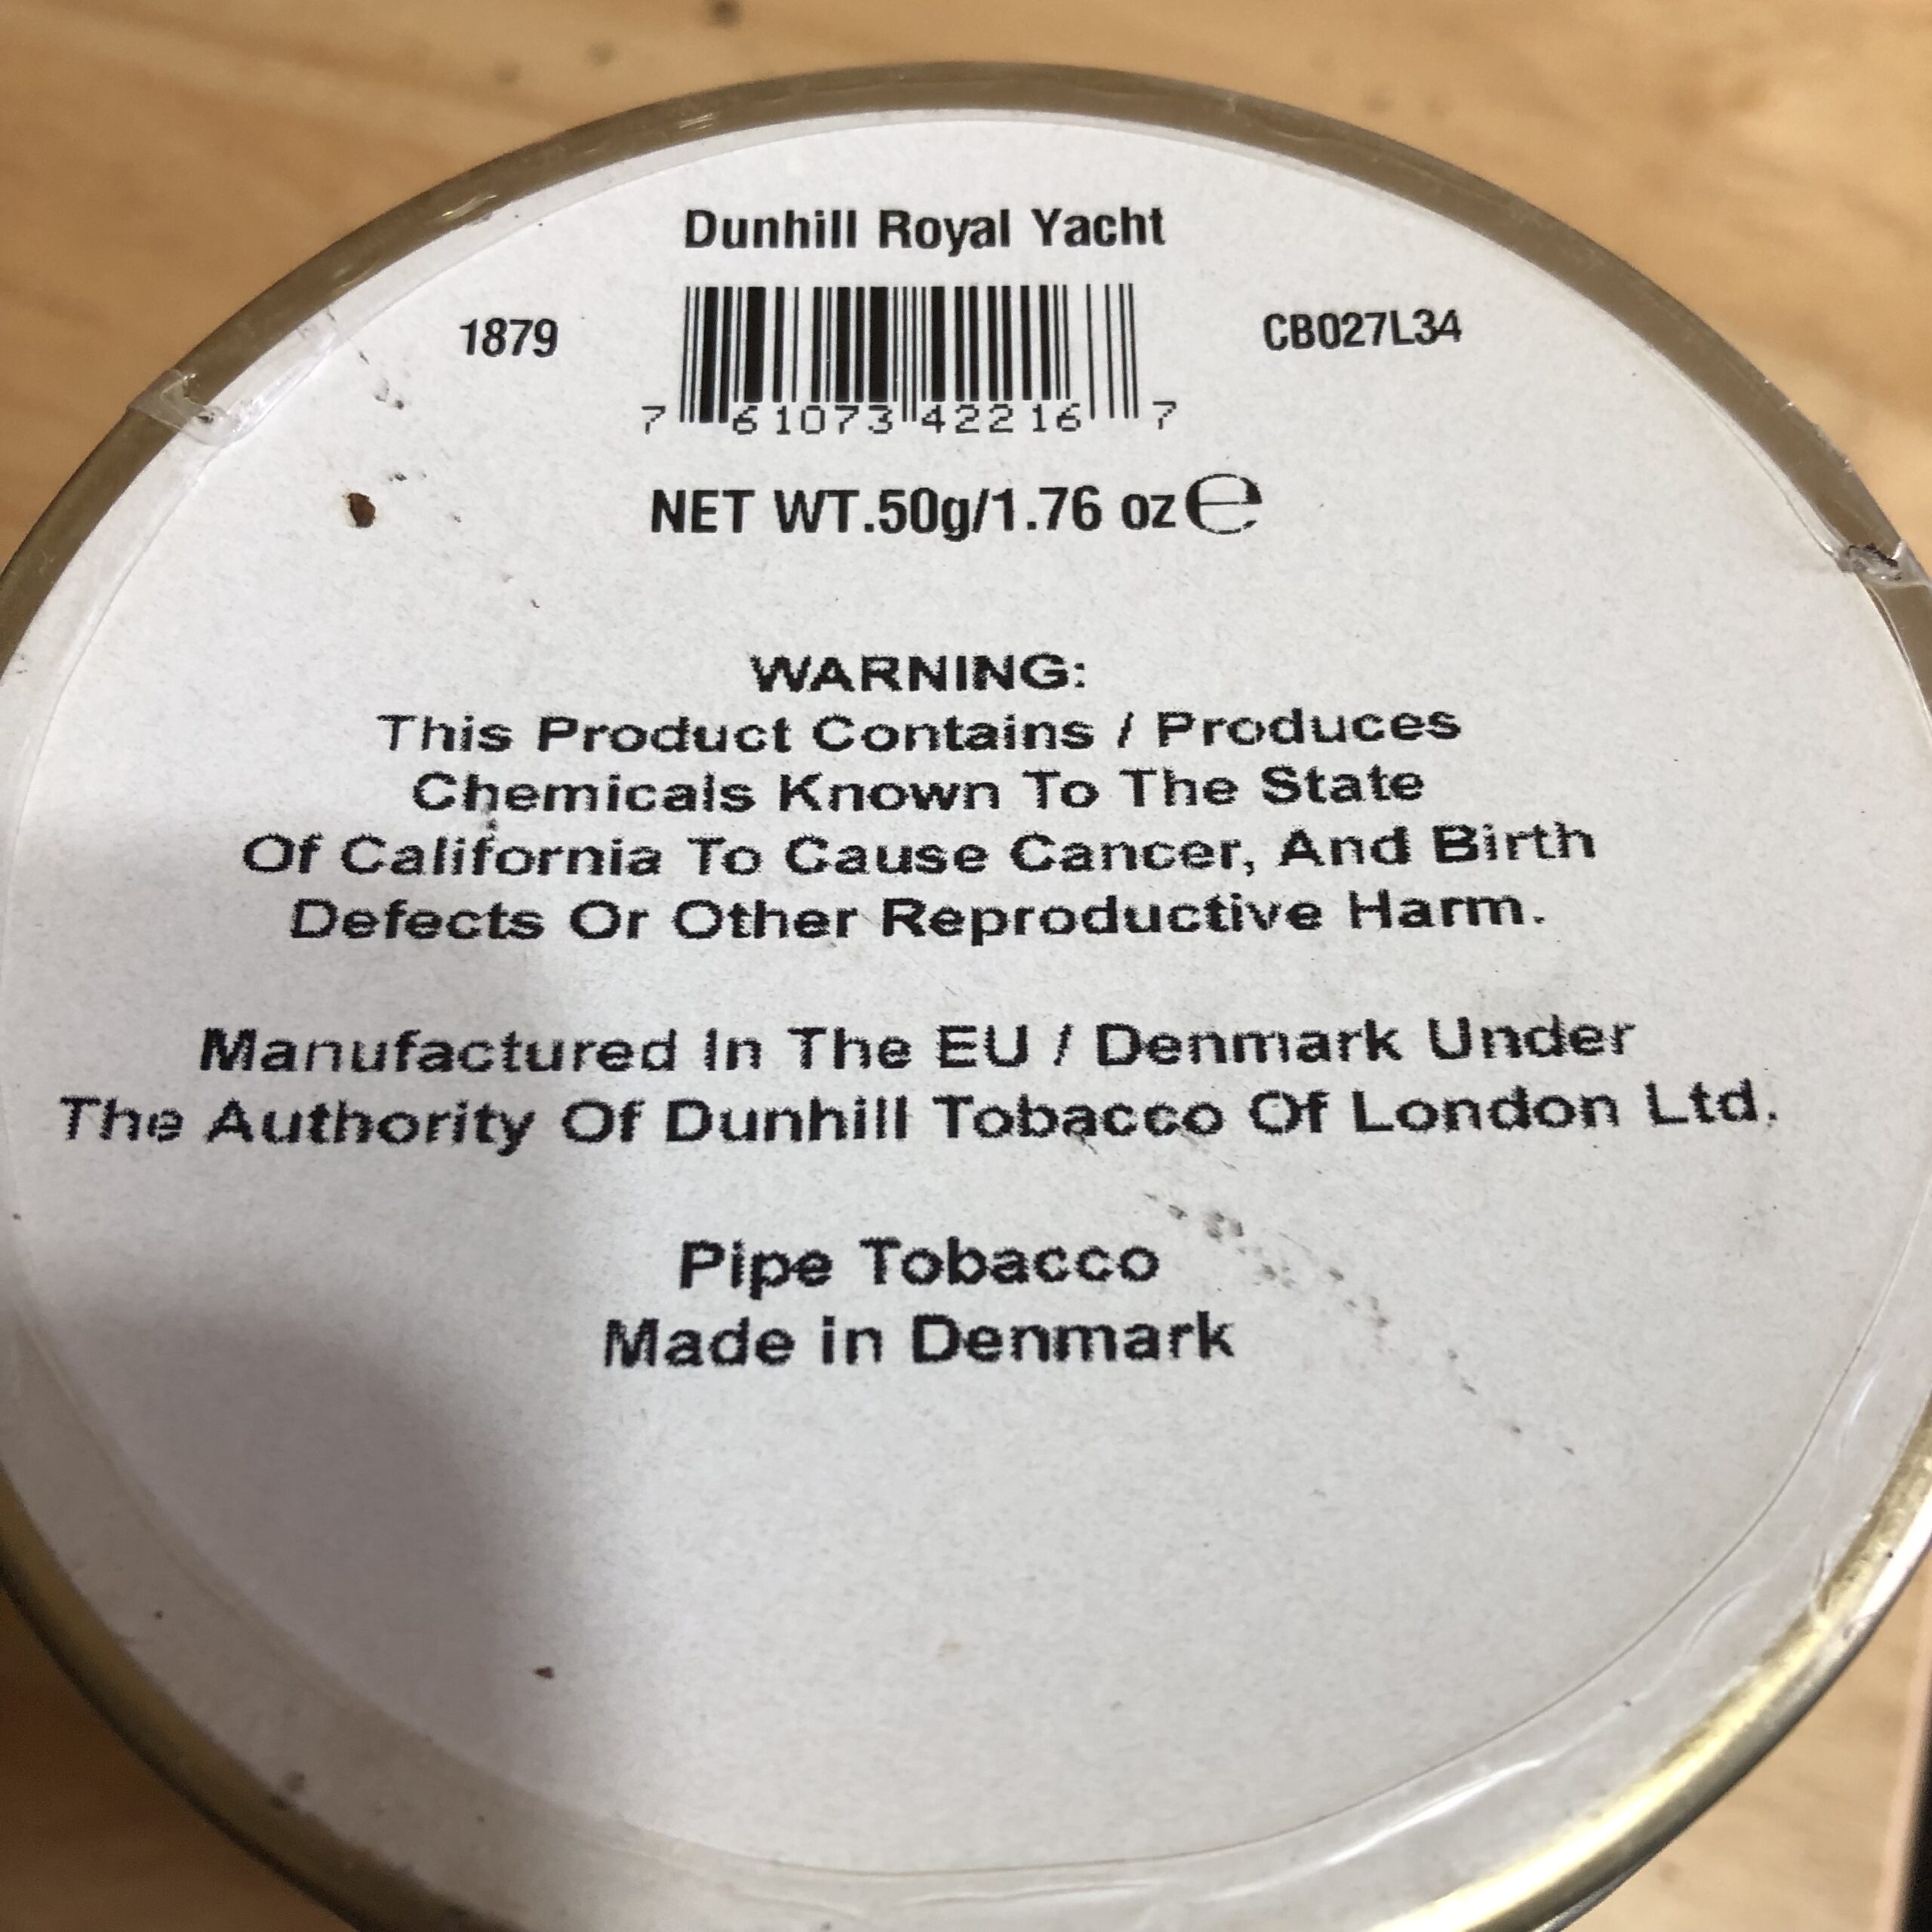 Dunhill Royal Yacht
1879
7 61073 42216 7
CB027L34
NET WT.50g/1.76 oz ℮
WARNING:
This Product Contains / Produces
Chemicals Known To The State
Of California To Cause Cancer, And Birth
Defects Or Other Reproductive Harm.
Manufactured In The EU / Denmark Under
The Authority Of Dunhill Tobacco Of London Ltd.
Pipe Tobacco
Made in Denmark